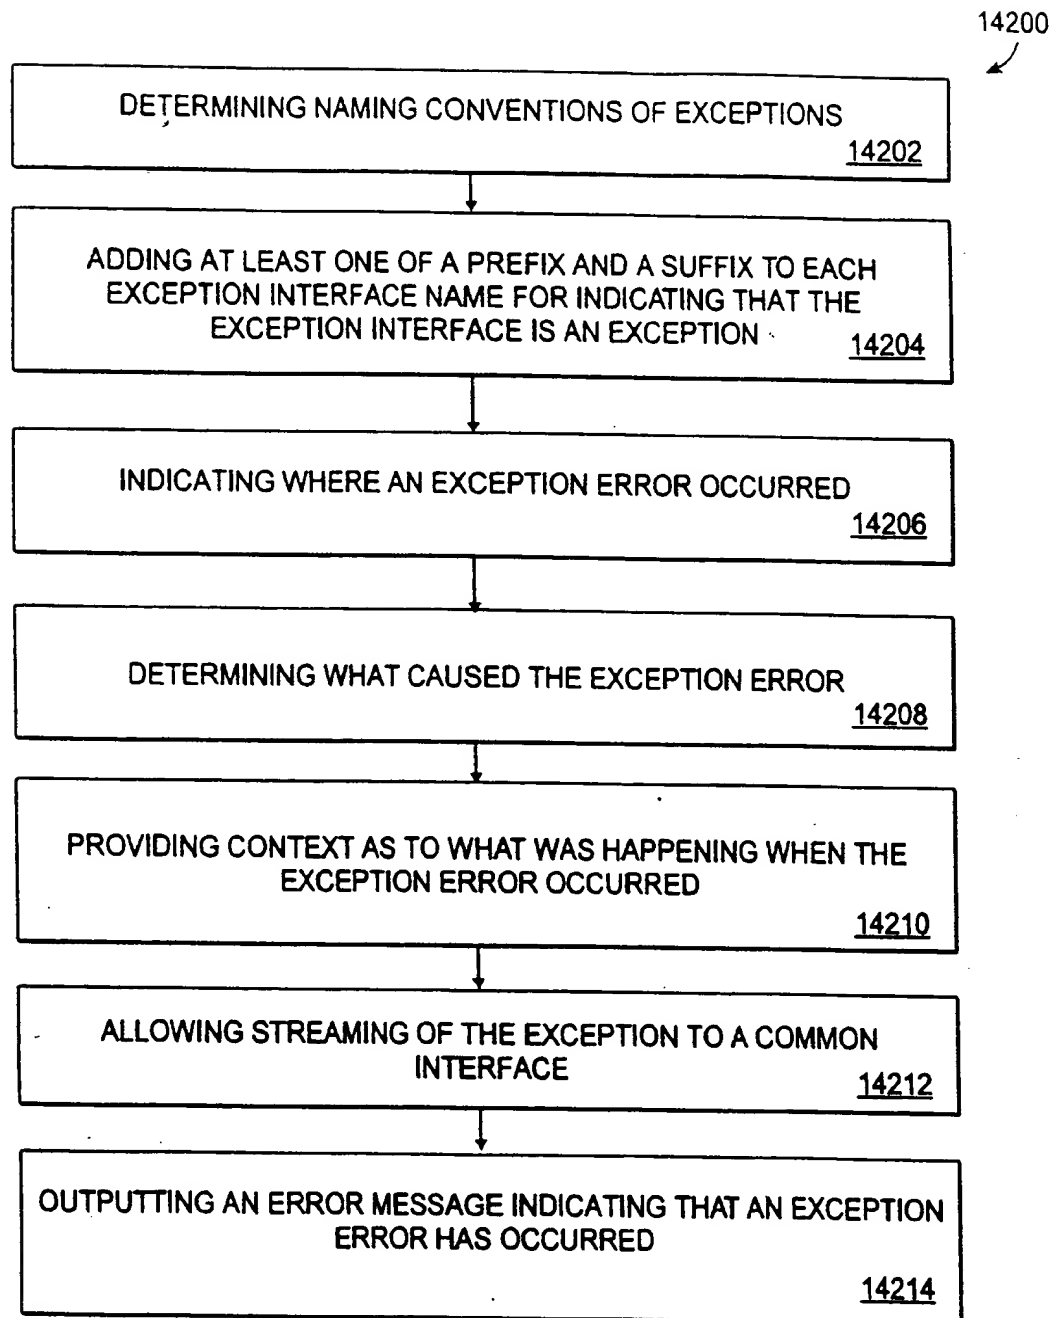 14200
DETERMINING NAMING CONVENTIONS OF EXCEPTIONS
14202
ADDING AT LEAST ONE OF A PREFIX AND A SUFFIX TO EACH
EXCEPTION INTERFACE NAME FOR INDICATING THAT THE
EXCEPTION INTERFACE IS AN EXCEPTION
14204
INDICATING WHERE AN EXCEPTION ERROR OCCURRED
14206
DETERMINING WHAT CAUSED THE EXCEPTION ERROR
14208
PROVIDING CONTEXT AS TO WHAT WAS HAPPENING WHEN THE
EXCEPTION ERROR OCCURRED
14210
ALLOWING STREAMING OF THE EXCEPTION TO A COMMON
INTERFACE
14212
OUTPUTTING AN ERROR MESSAGE INDICATING THAT AN EXCEPTION
ERROR HAS OCCURRED
14214